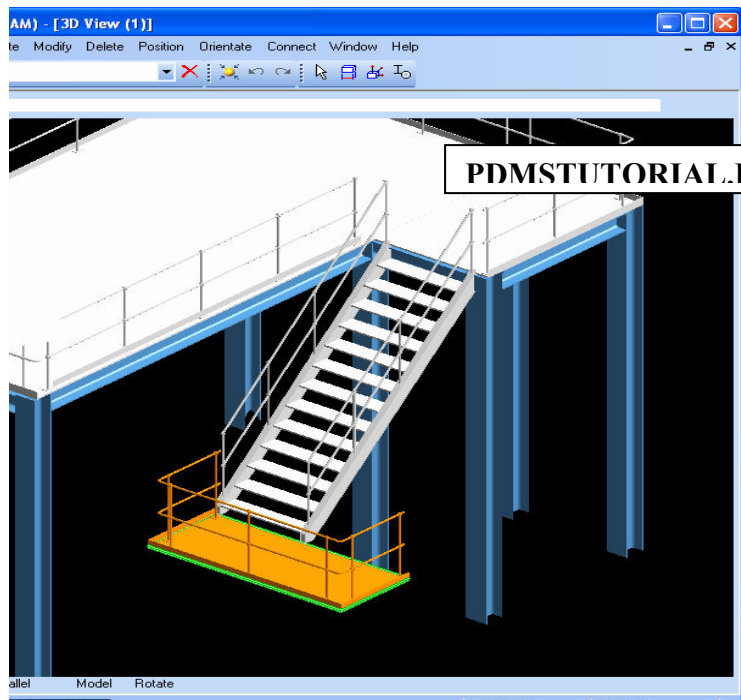 AM) - [3D View (1)]
te Modify Delete Position Orientate Connect Window Help
PDMSTUTORIAL.
allel Model Rotate